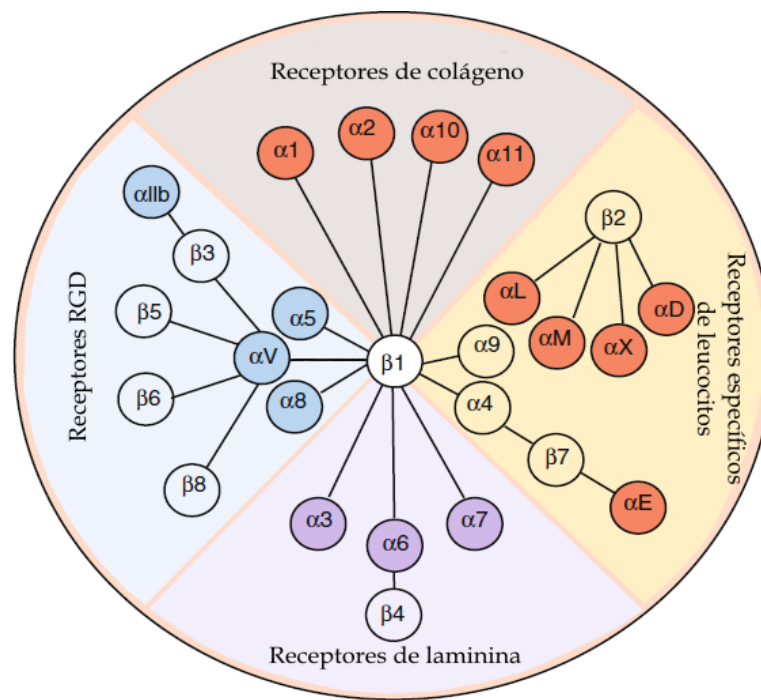 Receptores de colágeno
α1
α2
α10
α11
Receptores RGD
αIIb
β3
β5
α5
αV
β6
α8
β8
β1
Receptores específicos
de leucocitos
β2
αL
αM
αX
αD
α9
α4
β7
αE
α3
α6
α7
β4
Receptores de laminina